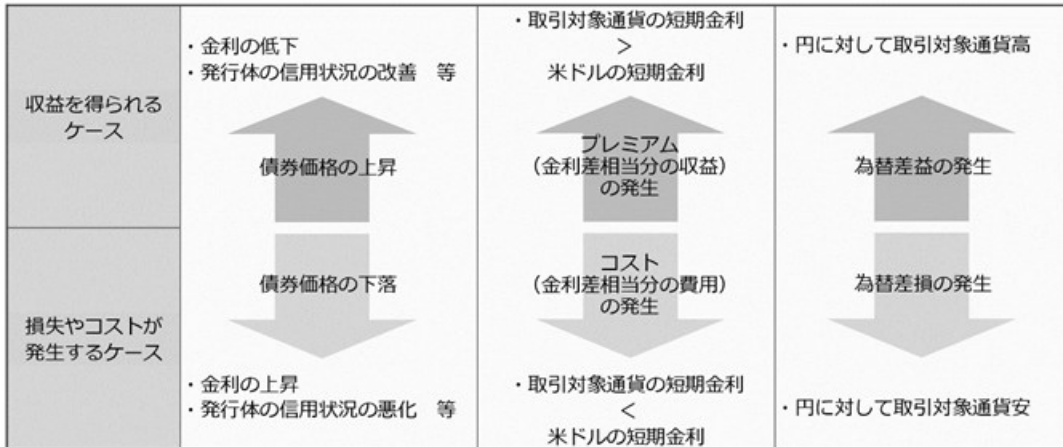 収益を得られる
ケース
・金利の低下
・発行体の信用状況の改善　等
債券価格の上昇
・取引対象通貨の短期金利
＞
米ドルの短期金利
プレミアム
（金利差相当分の収益）
の発生
・円に対して取引対象通貨高
為替差益の発生
損失やコストが
発生するケース
債券価格の下落
・金利の上昇
・発行体の信用状況の悪化　等
コスト
（金利差相当分の費用）
の発生
・取引対象通貨の短期金利
＜
米ドルの短期金利
為替差損の発生
・円に対して取引対象通貨安